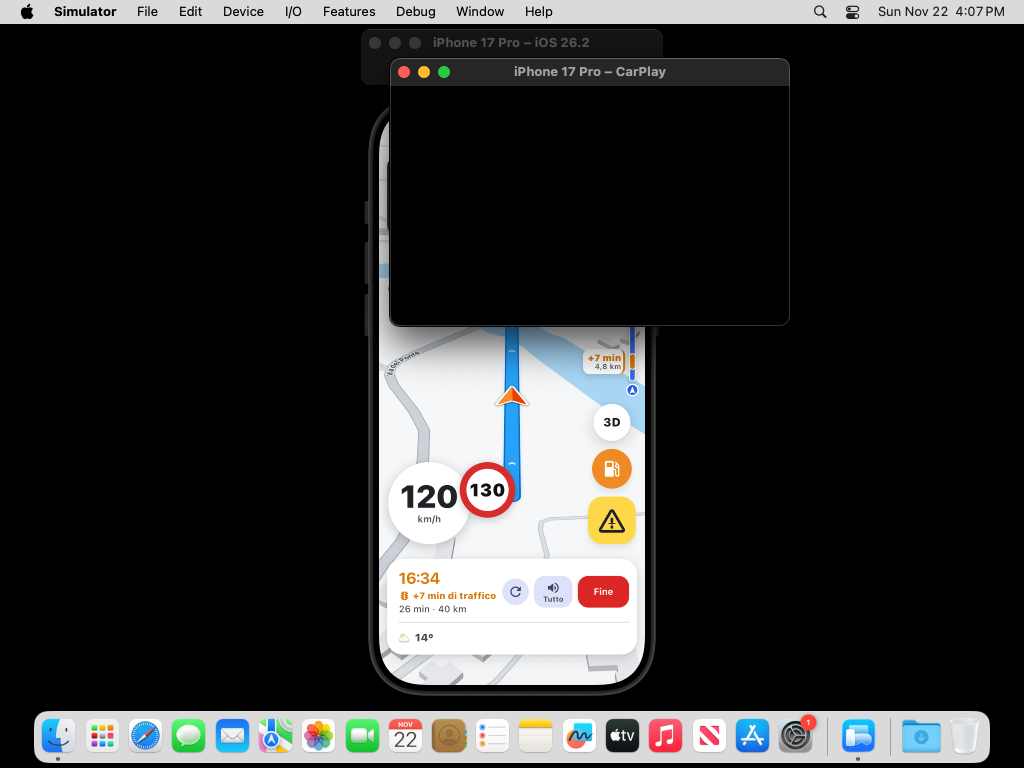 Simulator File Edit Device I/O Features Debug Window Help Sun Nov 22 4:07 PM
iPhone 17 Pro – iOS 26.2
iPhone 17 Pro – CarPlay
+7 min
4,8 km
3D
120
km/h
130
16:34
+7 min di traffico
26 min · 40 km
Tutto
Fine
14°
NOV
22
tv
1